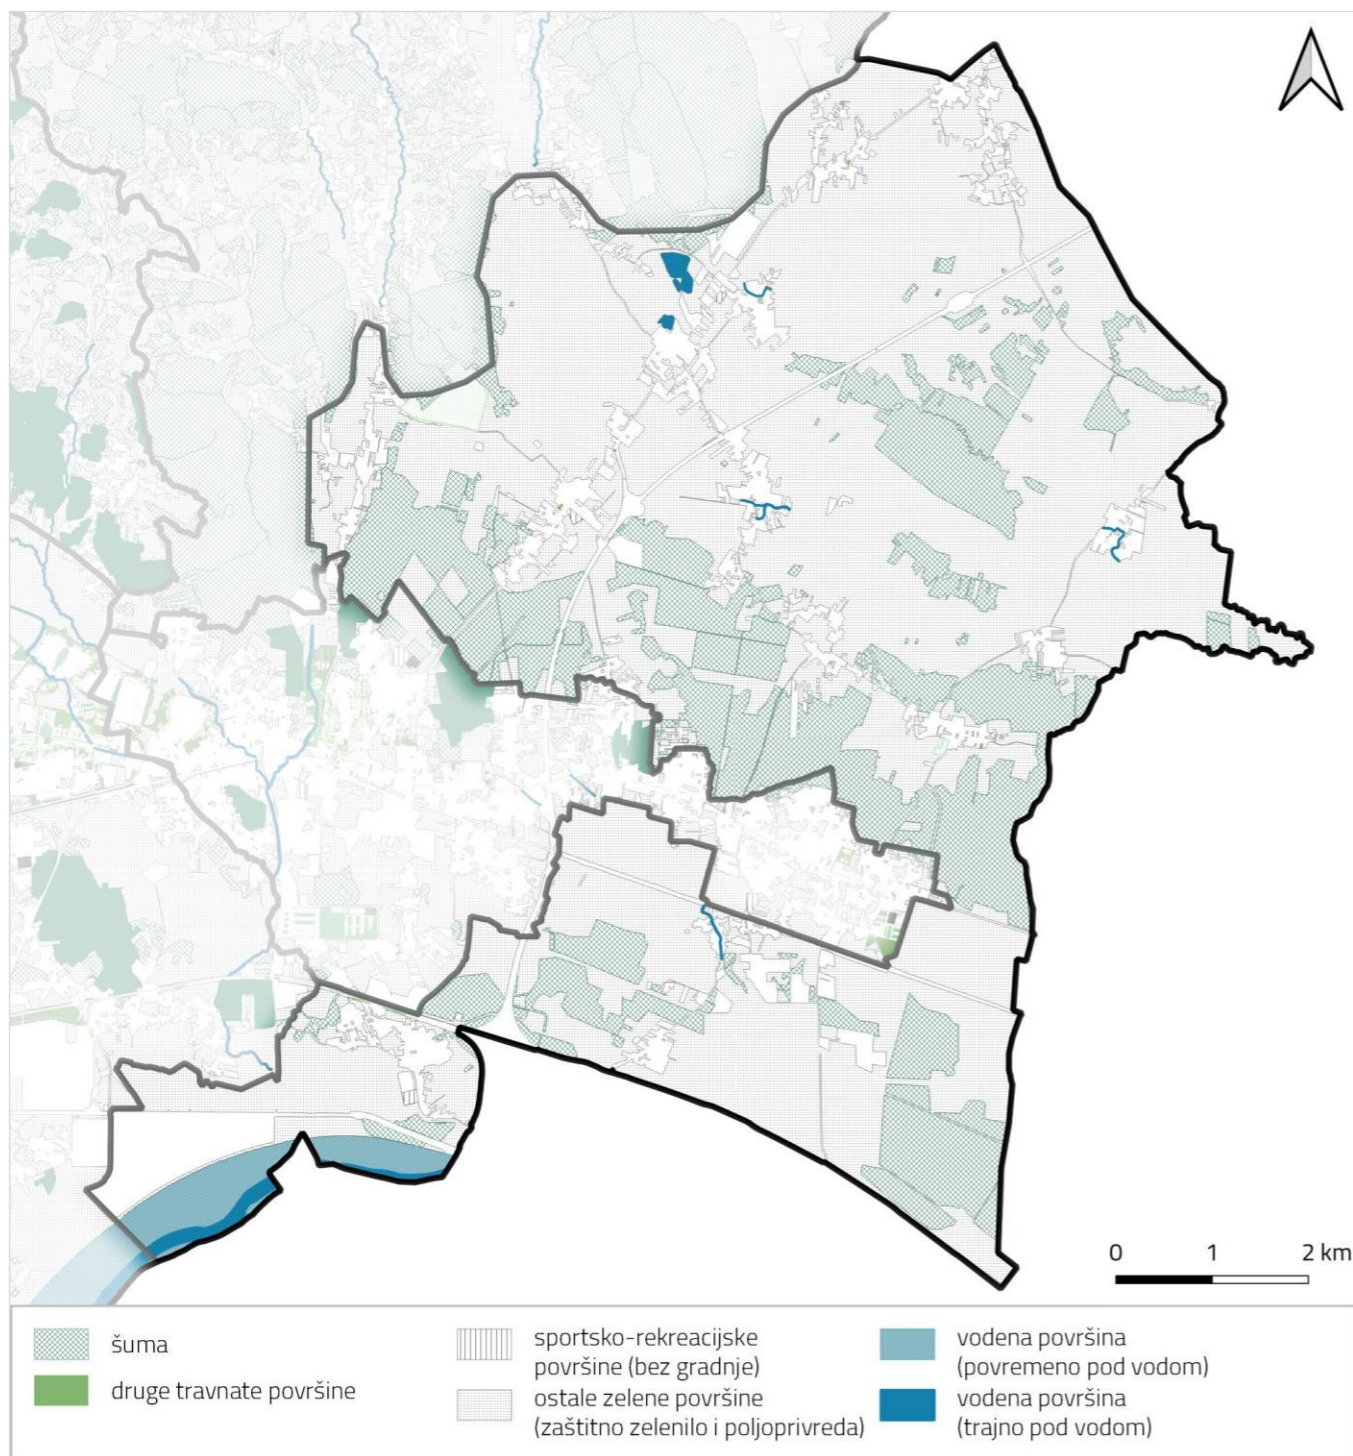 0 1 2 km
šuma
druge travnate površine
sportsko-rekreacijske
površine (bez gradnje)
ostale zelene površine
(zaštitno zelenilo i poljoprivreda)
vodena površina
(povremeno pod vodom)
vodena površina
(trajno pod vodom)